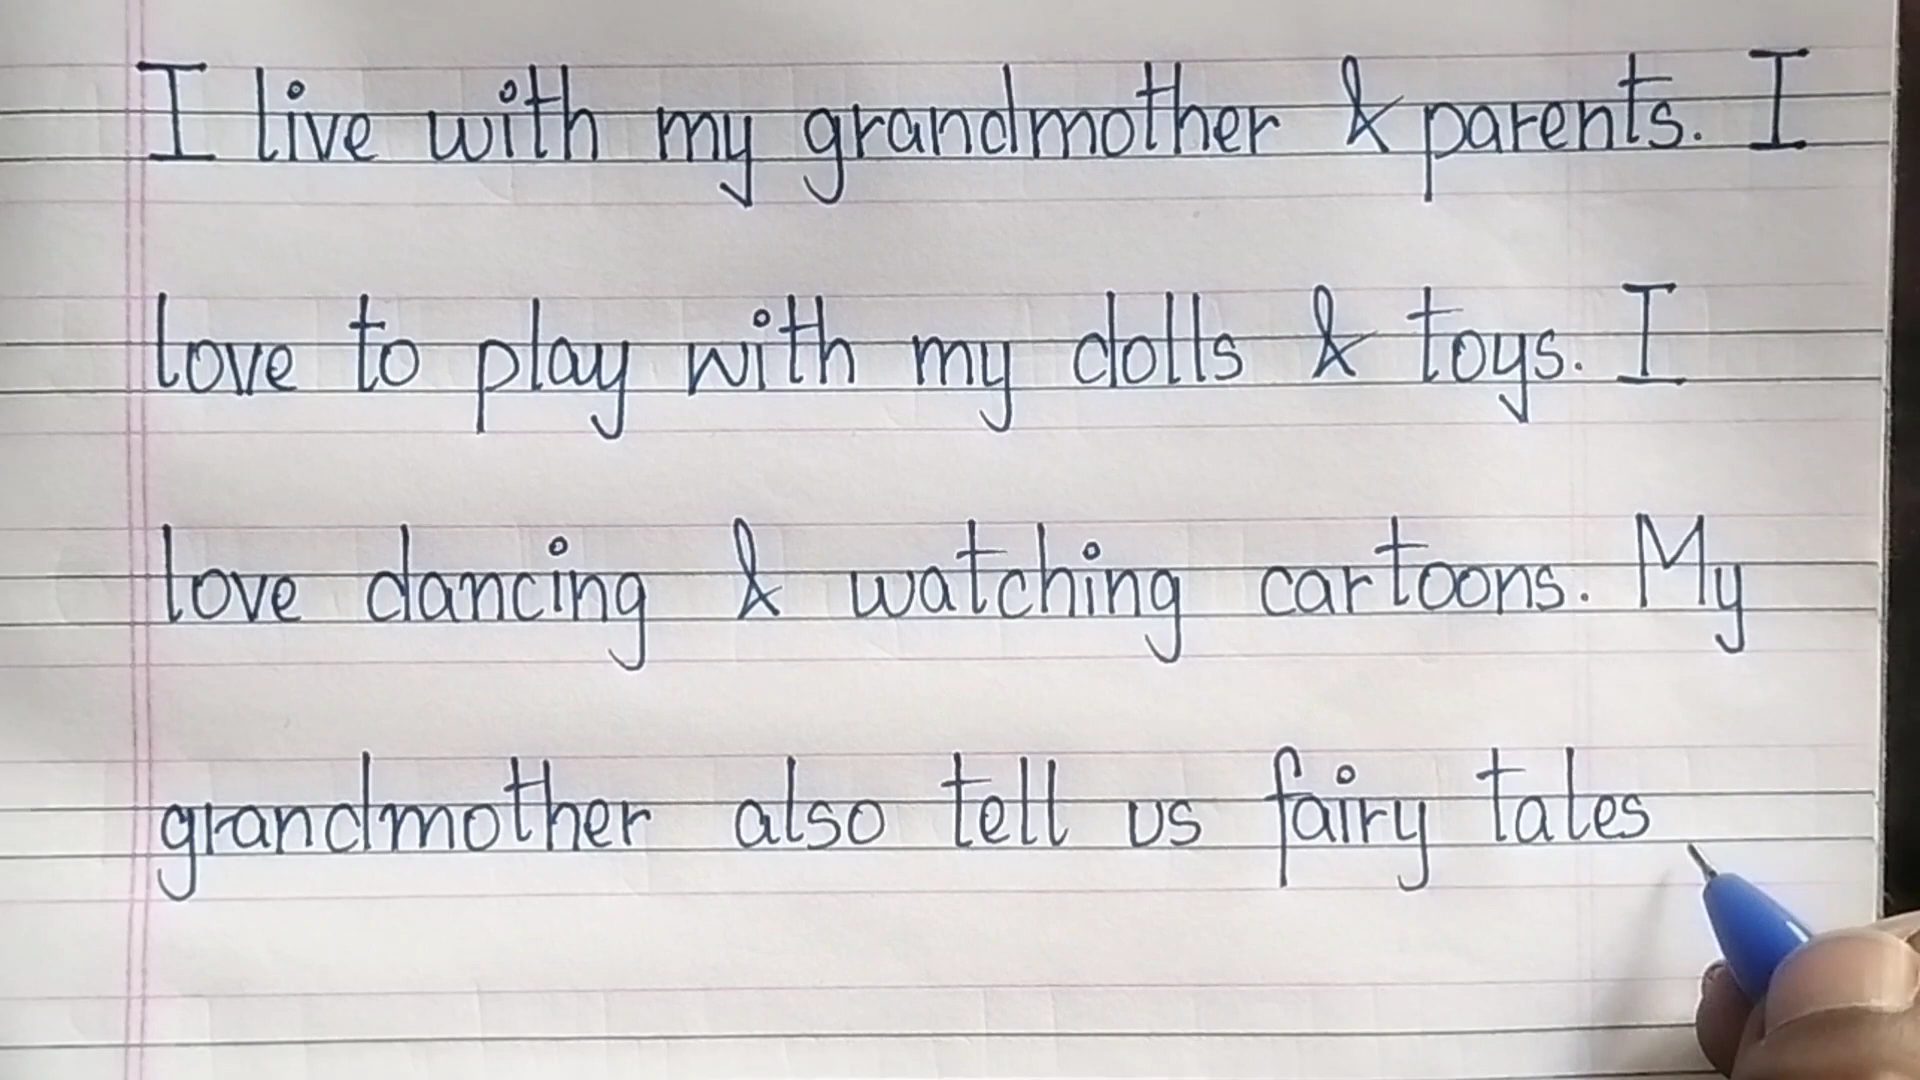 I live with my grandmother & parents. I
love to play with my dolls & toys. I
love dancing & watching cartoons. My
grandmother also tell us fairy tales